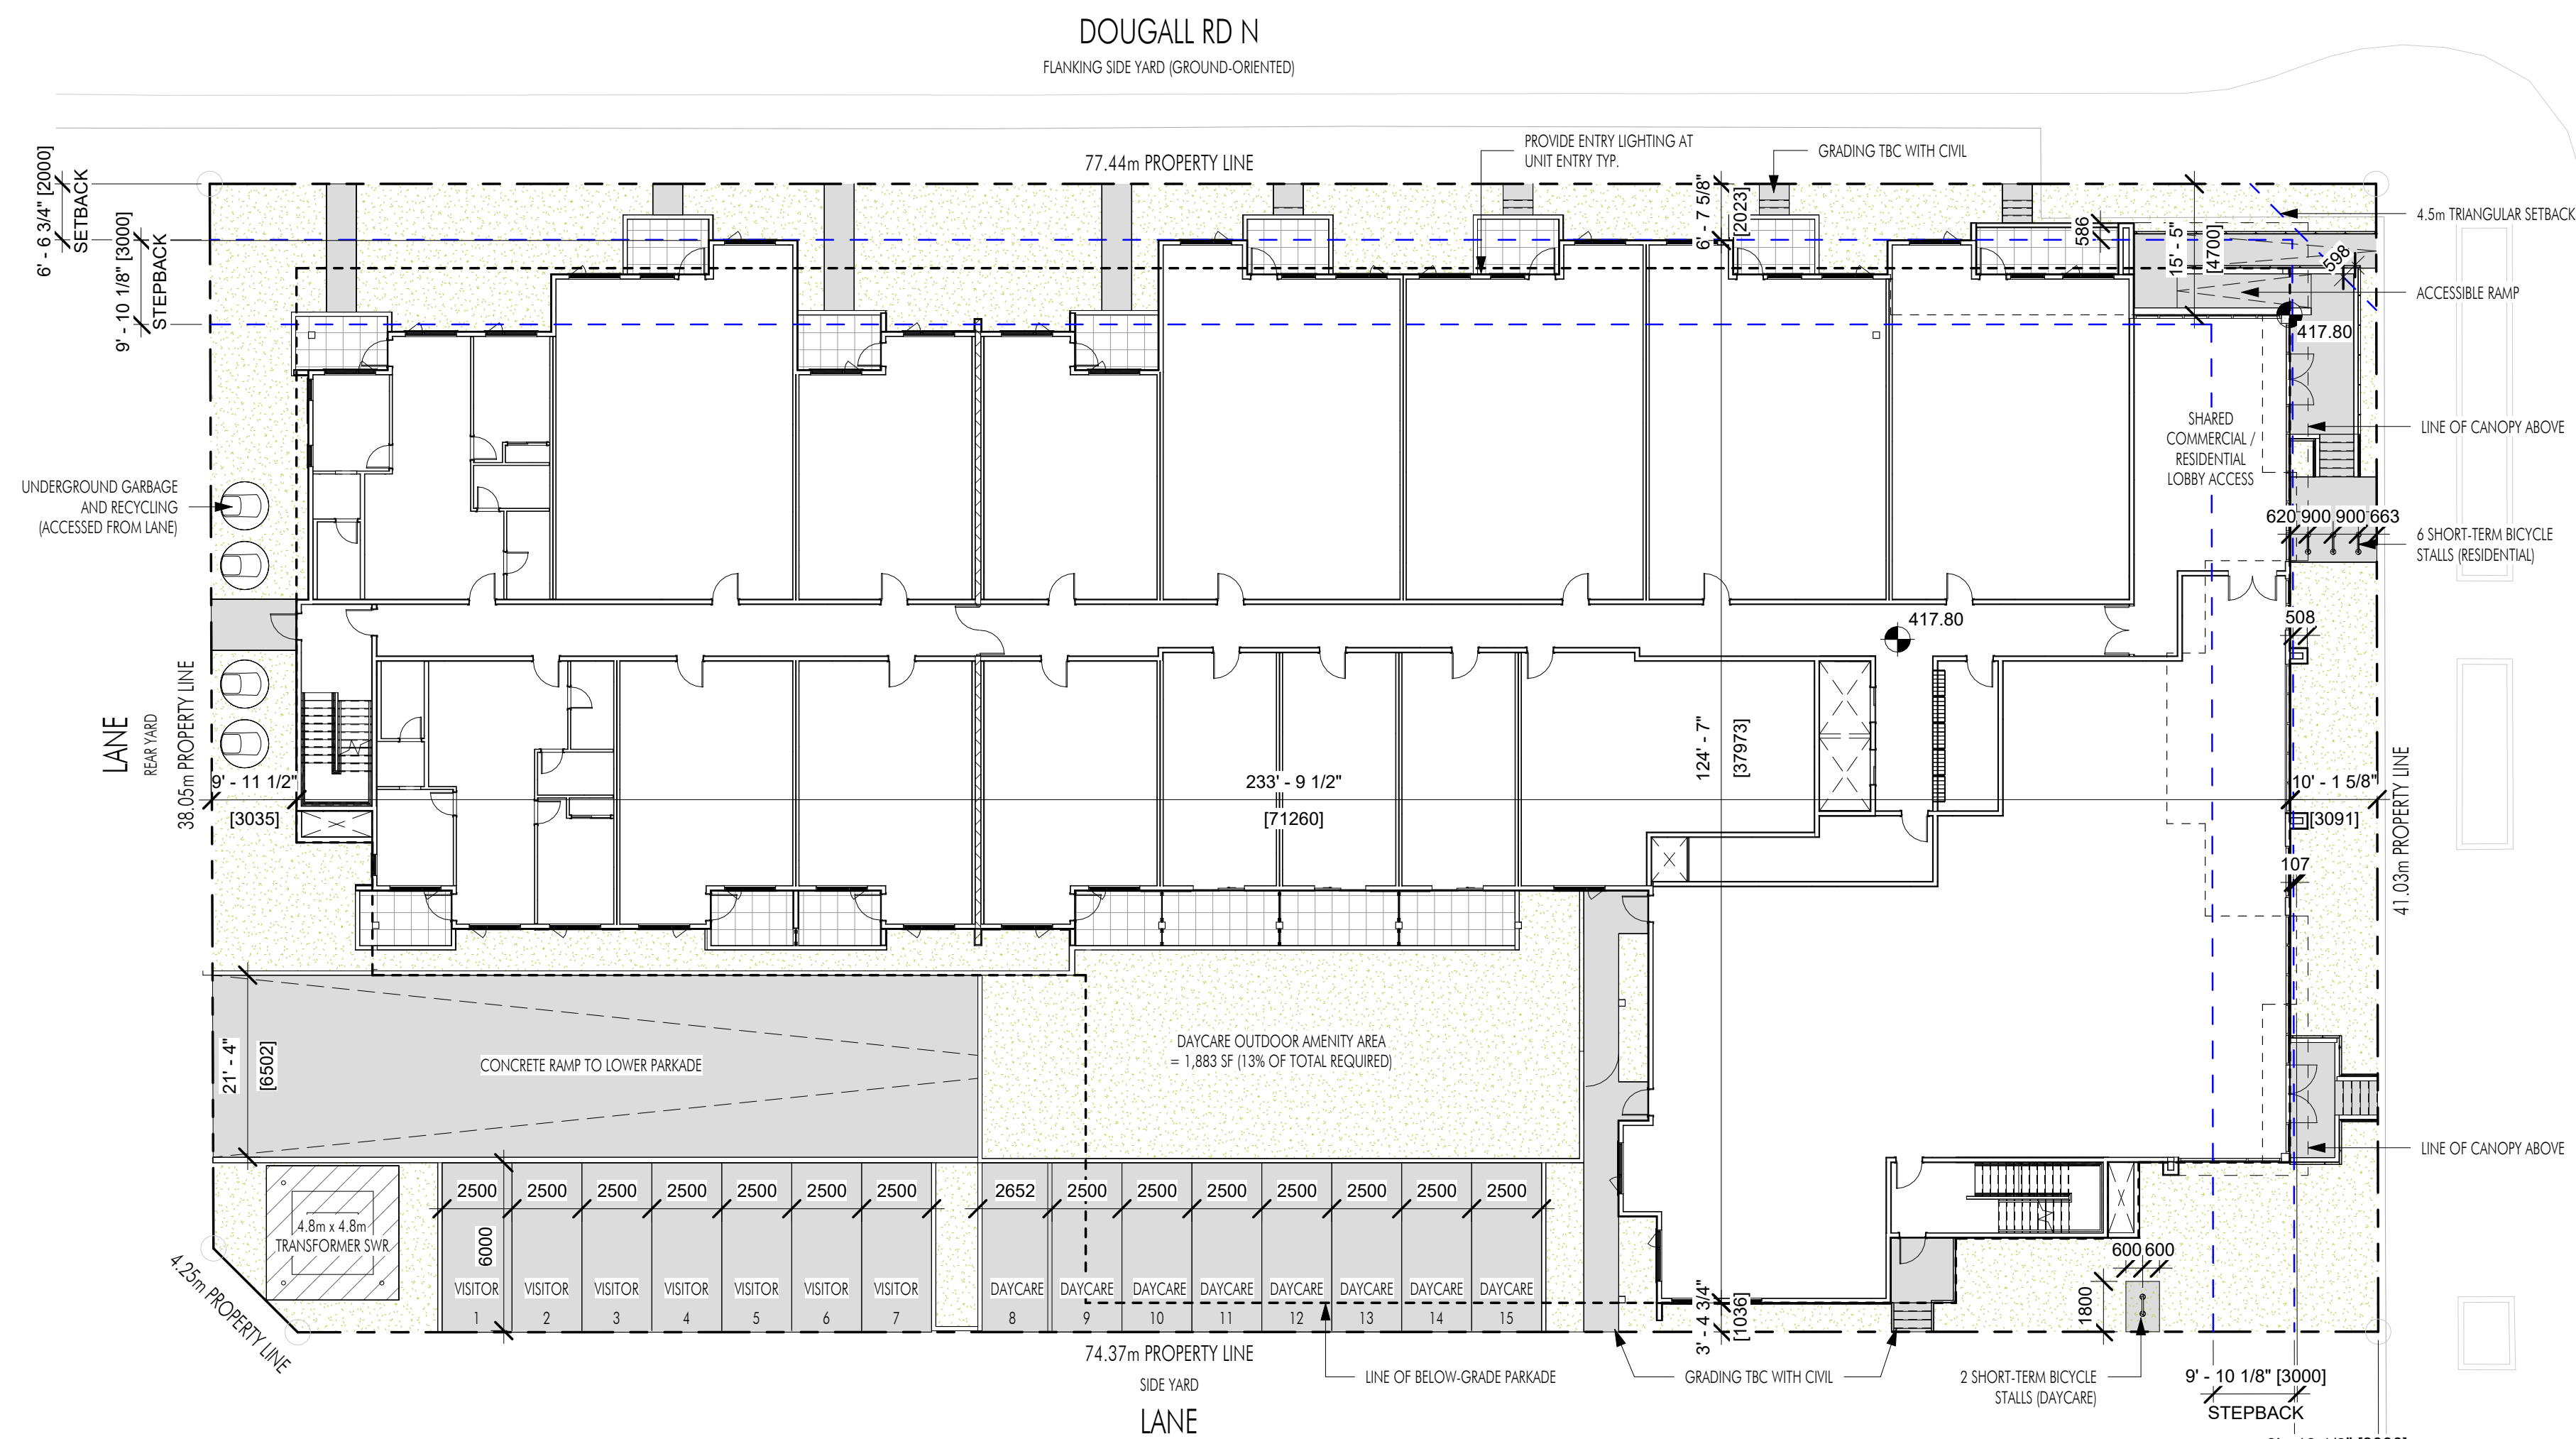 DOUGALL RD N
FLANKING SIDE YARD (GROUND-ORIENTED)
77.44m PROPERTY LINE
PROVIDE ENTRY LIGHTING AT
UNIT ENTRY TYP.
GRADING TBC WITH CIVIL
6' - 6 3/4" [2000]
SETBACK
9' - 10 1/8" [3000]
STEPBACK
6' - 7 5/8"
[2023]
586
15' - 5"
[4700]
4.5m TRIANGULAR SETBACK
598
ACCESSIBLE RAMP
417.80
SHARED
COMMERCIAL /
RESIDENTIAL
LOBBY ACCESS
LINE OF CANOPY ABOVE
UNDERGROUND GARBAGE
AND RECYCLING
(ACCESSED FROM LANE)
620
900
900
663
6 SHORT-TERM BICYCLE
STALLS (RESIDENTIAL)
417.80
508
LANE
REAR YARD
38.05m PROPERTY LINE
9' - 11 1/2"
[3035]
233' - 9 1/2"
[71260]
124' - 7"
[37973]
10' - 1 5/8"
[3091]
41.03m PROPERTY LINE
107
21' - 4"
[6502]
CONCRETE RAMP TO LOWER PARKADE
DAYCARE OUTDOOR AMENITY AREA
= 1,883 SF (13% OF TOTAL REQUIRED)
LINE OF CANOPY ABOVE
4.8m x 4.8m
TRANSFORMER SWR
4.25m PROPERTY LINE
2500 2500 2500 2500 2500 2500 2500 2652 2500 2500 2500 2500 2500 2500 2500
6000
VISITOR VISITOR VISITOR VISITOR VISITOR VISITOR VISITOR DAYCARE DAYCARE DAYCARE DAYCARE DAYCARE DAYCARE DAYCARE DAYCARE
1 2 3 4 5 6 7 8 9 10 11 12 13 14 15
3' - 4 3/4"
[1036]
600 600
1800
74.37m PROPERTY LINE
SIDE YARD
LANE
LINE OF BELOW-GRADE PARKADE
GRADING TBC WITH CIVIL
2 SHORT-TERM BICYCLE
STALLS (DAYCARE)
9' - 10 1/8" [3000]
STEPBACK